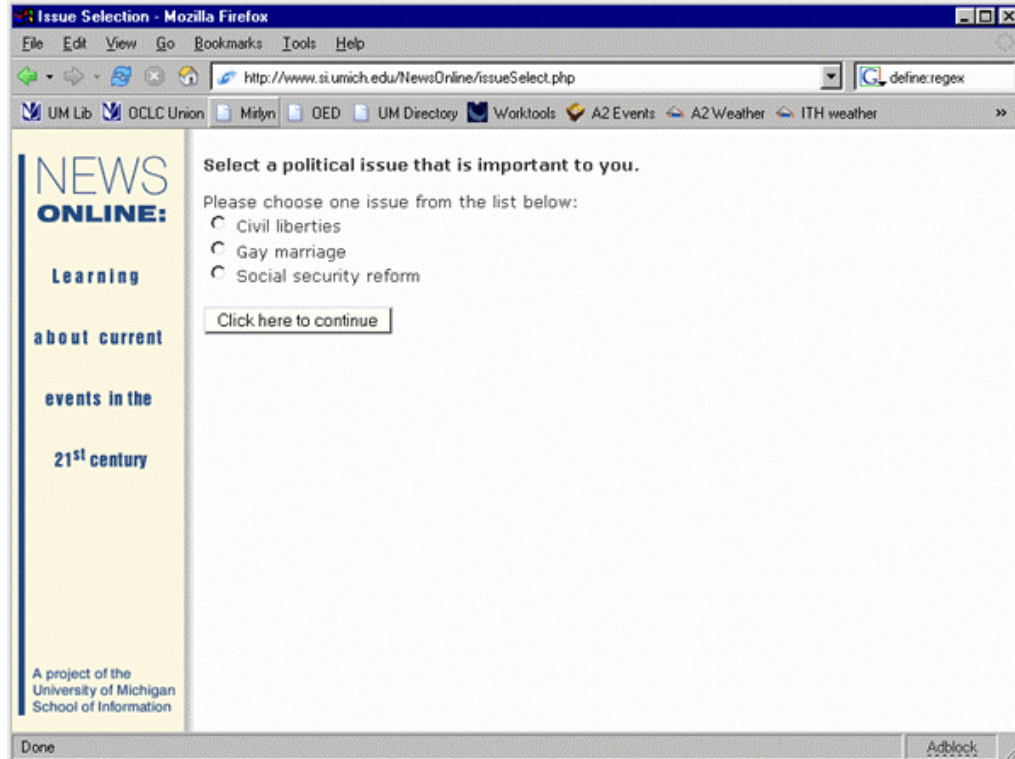 Issue Selection - Mozilla Firefox
File Edit View Go Bookmarks Tools Help
http://www.si.umich.edu/NewsOnline/issueSelect.php
G define:regex
UM Lib OCLC Union Mirlyn OED UM Directory Worktools A2 Events A2 Weather ITH weather »
NEWS
ONLINE:
Learning
about current
events in the
21st century
A project of the
University of Michigan
School of Information
Select a political issue that is important to you.
Please choose one issue from the list below:
Civil liberties
Gay marriage
Social security reform
Click here to continue
Done Adblock